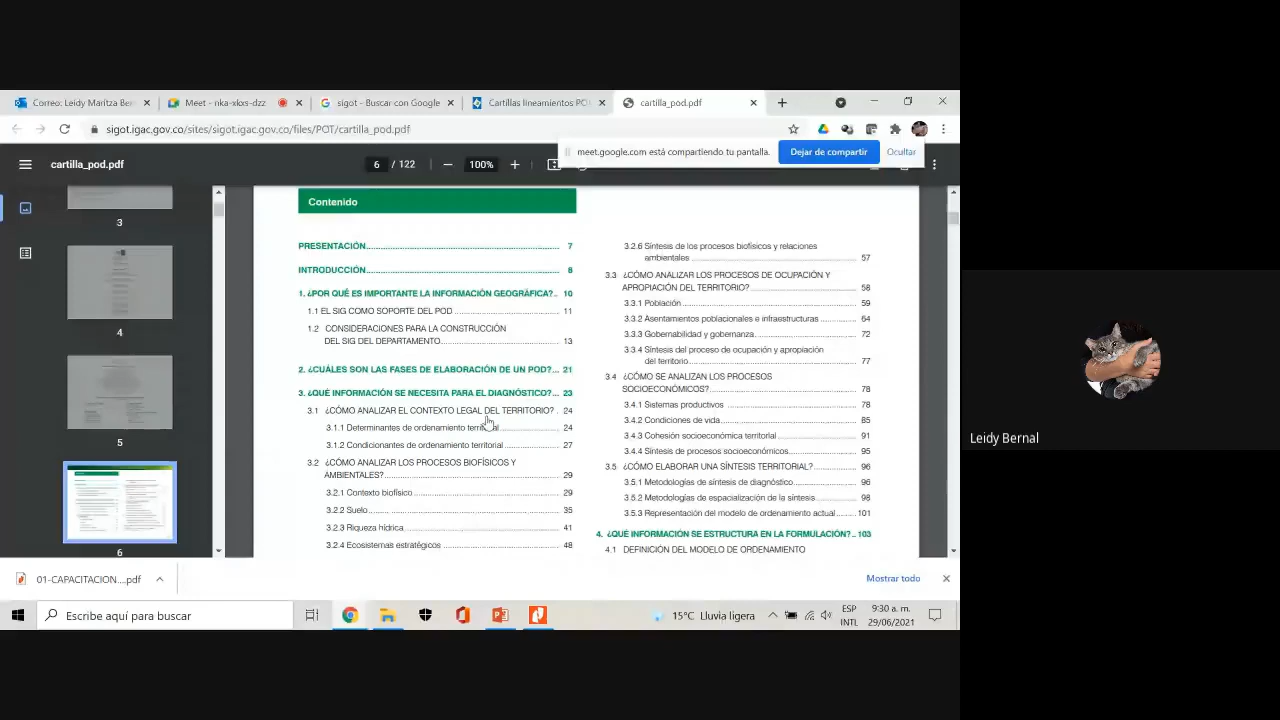 Correo: Leidy Maritza Ber
Meet - nka-xkxs-dzz
sigot - Buscar con Google
Cartillas lineamientos PO
cartilla_pod.pdf
sigot.igac.gov.co/sites/sigot.igac.gov.co/files/POT/cartilla_pod.pdf
meet.google.com está compartiendo tu pantalla.
Dejar de compartir
Ocultar
cartilla_pod.pdf
6 / 122
100%
3
4
5
6
Contenido
PRESENTACIÓN 7
INTRODUCCIÓN 8
1. ¿POR QUÉ ES IMPORTANTE LA INFORMACIÓN GEOGRÁFICA? 10
1.1 EL SIG COMO SOPORTE DEL POD 11
1.2 CONSIDERACIONES PARA LA CONSTRUCCIÓN
DEL SIG DEL DEPARTAMENTO 13
2. ¿CUÁLES SON LAS FASES DE ELABORACIÓN DE UN POD? 21
3. ¿QUÉ INFORMACIÓN SE NECESITA PARA EL DIAGNÓSTICO? 23
3.1 ¿CÓMO ANALIZAR EL CONTEXTO LEGAL DEL TERRITORIO? 24
3.1.1 Determinantes de ordenamiento territorial 24
3.1.2 Condicionantes de ordenamiento territorial 27
3.2 ¿CÓMO ANALIZAR LOS PROCESOS BIOFÍSICOS Y
AMBIENTALES? 29
3.2.1 Contexto biofísico 29
3.2.2 Suelo 35
3.2.3 Riqueza hídrica 41
3.2.4 Ecosistemas estratégicos 48
3.2.6 Síntesis de los procesos biofísicos y relaciones
ambientales 57
3.3 ¿CÓMO ANALIZAR LOS PROCESOS DE OCUPACIÓN Y
APROPIACIÓN DEL TERRITORIO? 58
3.3.1 Población 59
3.3.2 Asentamientos poblacionales e infraestructuras 64
3.3.3 Gobernabilidad y gobernanza 72
3.3.4 Síntesis del proceso de ocupación y apropiación
del territorio 77
3.4 ¿CÓMO SE ANALIZAN LOS PROCESOS
SOCIOECONÓMICOS? 78
3.4.1 Sistemas productivos 78
3.4.2 Condiciones de vida 85
3.4.3 Cohesión socioeconómica territorial 91
3.4.4 Síntesis de procesos socioeconómicos 95
3.5 ¿CÓMO ELABORAR UNA SÍNTESIS TERRITORIAL? 96
3.5.1 Metodologías de síntesis de diagnóstico 96
3.5.2 Metodologías de espacialización de la síntesis 98
3.5.3 Representación del modelo de ordenamiento actual 101
4. ¿QUÉ INFORMACIÓN SE ESTRUCTURA EN LA FORMULACIÓN? 103
4.1 DEFINICIÓN DEL MODELO DE ORDENAMIENTO
Leidy Bernal
01-CAPACITACION....pdf
Mostrar todo
Escribe aquí para buscar
15°C Lluvia ligera
ESP
INTL
9:30 a. m.
29/06/2021